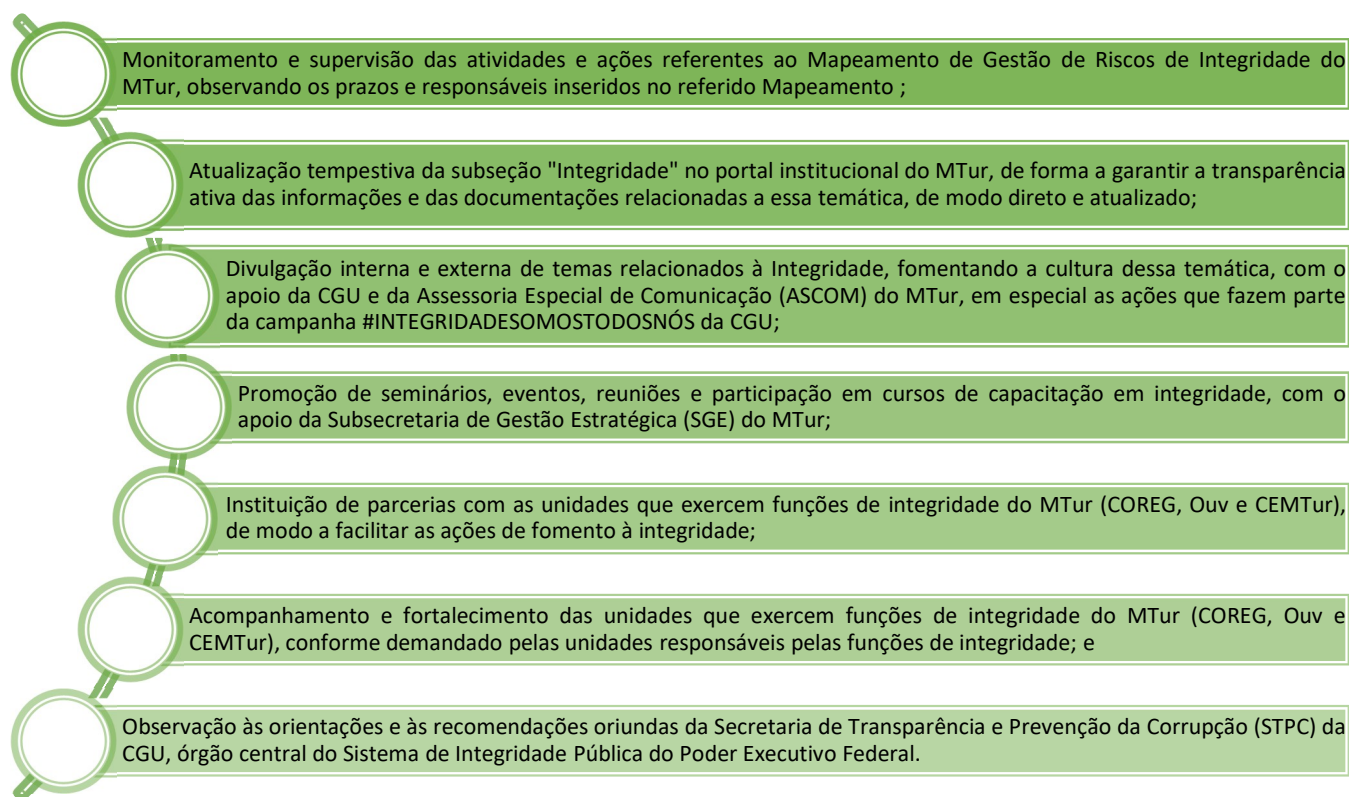 Monitoramento e supervisão das atividades e ações referentes ao Mapeamento de Gestão de Riscos de Integridade do
MTur, observando os prazos e responsáveis inseridos no referido Mapeamento ;
Atualização tempestiva da subseção "Integridade" no portal institucional do MTur, de forma a garantir a transparência
ativa das informações e das documentações relacionadas a essa temática, de modo direto e atualizado;
Divulgação interna e externa de temas relacionados à Integridade, fomentando a cultura dessa temática, com o
apoio da CGU e da Assessoria Especial de Comunicação (ASCOM) do MTur, em especial as ações que fazem parte
da campanha #INTEGRIDADESOMOSTODOSNÓS da CGU;
Promoção de seminários, eventos, reuniões e participação em cursos de capacitação em integridade, com o
apoio da Subsecretaria de Gestão Estratégica (SGE) do MTur;
Instituição de parcerias com as unidades que exercem funções de integridade do MTur (COREG, Ouv e CEMTur),
de modo a facilitar as ações de fomento à integridade;
Acompanhamento e fortalecimento das unidades que exercem funções de integridade do MTur (COREG, Ouv e
CEMTur), conforme demandado pelas unidades responsáveis pelas funções de integridade; e
Observação às orientações e às recomendações oriundas da Secretaria de Transparência e Prevenção da Corrupção (STPC) da
CGU, órgão central do Sistema de Integridade Pública do Poder Executivo Federal.